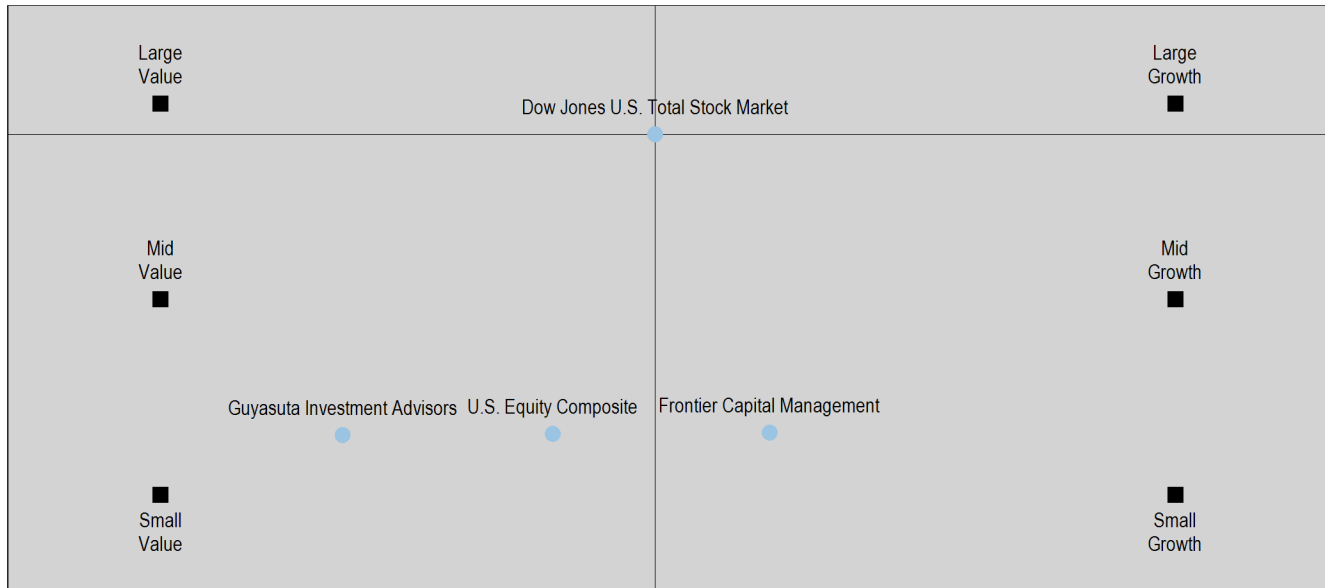 Large
Value
Large
Growth
Dow Jones U.S. Total Stock Market
Mid
Value
Mid
Growth
Guyasuta Investment Advisors
U.S. Equity Composite
Frontier Capital Management
Small
Value
Small
Growth